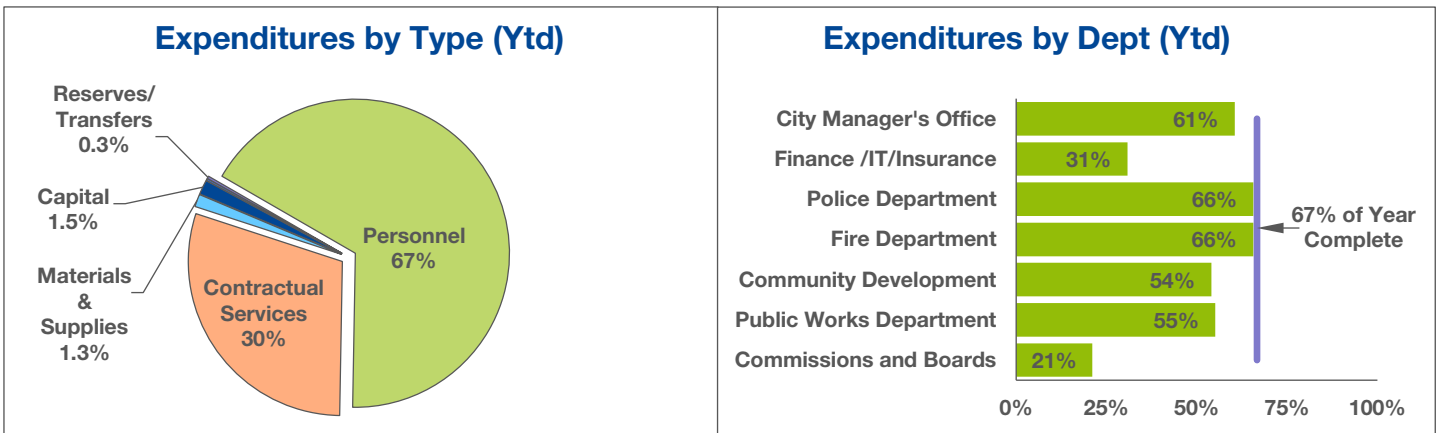 Expenditures by Type (Ytd)
Reserves/
Transfers
0.3%
Capital
1.5%
Materials
&
Supplies
1.3%
Contractual
Services
30%
Personnel
67%
Expenditures by Dept (Ytd)
City Manager's Office
61%
Finance /IT/Insurance
31%
Police Department
66%
Fire Department
66%
Community Development
54%
Public Works Department
55%
Commissions and Boards
21%
67% of Year
Complete
0%
25%
50%
75%
100%